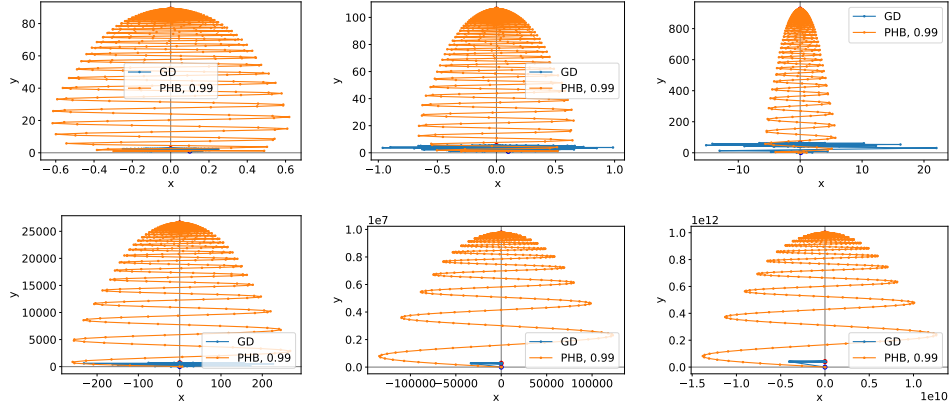 80
60
40
20
0
y
GD
PHB, 0.99
−0.6 −0.4 −0.2 0.0 0.2 0.4 0.6
x
100
80
60
40
20
0
y
GD
PHB, 0.99
−1.0 −0.5 0.0 0.5 1.0
x
800
600
400
200
0
y
GD
PHB, 0.99
−10 0 10 20
x
25000
20000
15000
10000
5000
0
y
GD
PHB, 0.99
−200 −100 0 100 200
x
1e7
1.0
0.8
0.6
0.4
0.2
0.0
y
GD
PHB, 0.99
−100000 −50000 0 50000 100000
x
1e12
1.0
0.8
0.6
0.4
0.2
0.0
y
GD
PHB, 0.99
−1.5 −1.0 −0.5 0.0 0.5 1.0
x
1e10